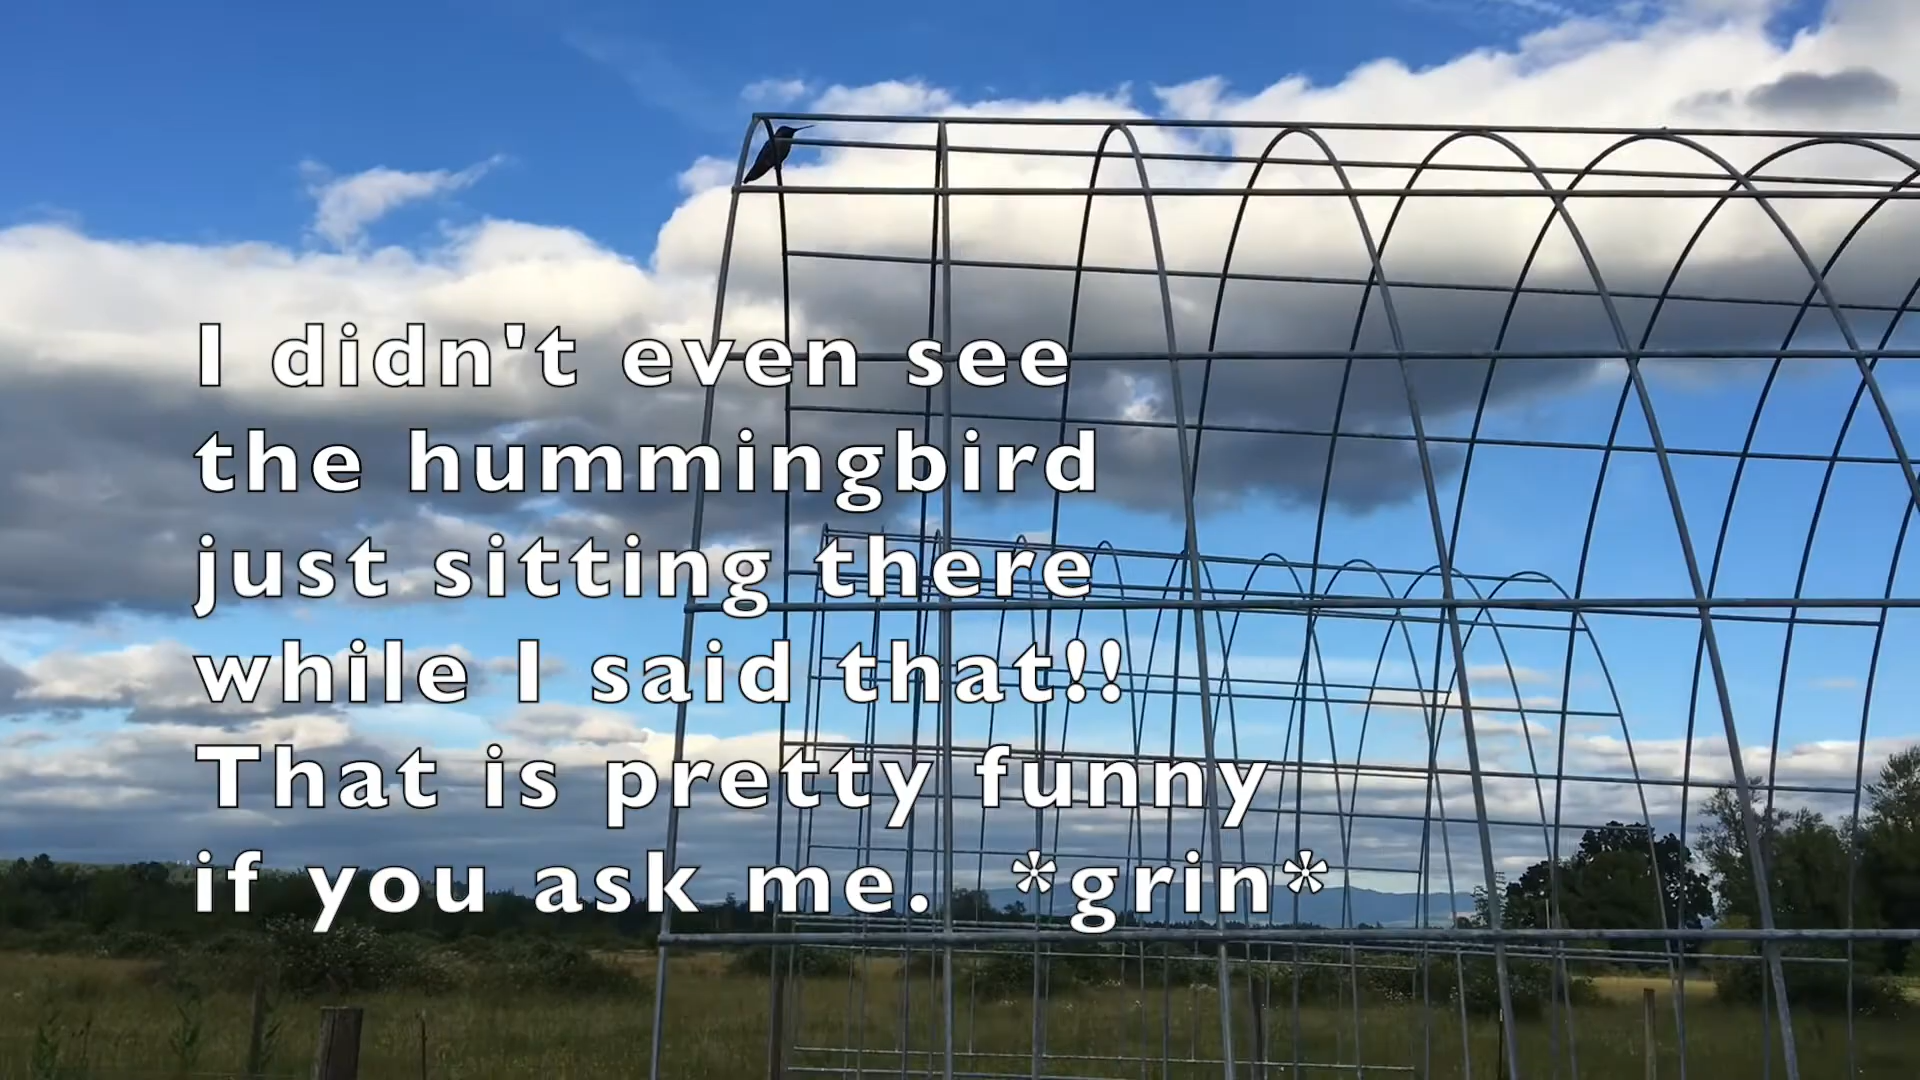 I didn't even see
the hummingbird
just sitting there
while I said that!!
That is pretty funny
if you ask me.  *grin*